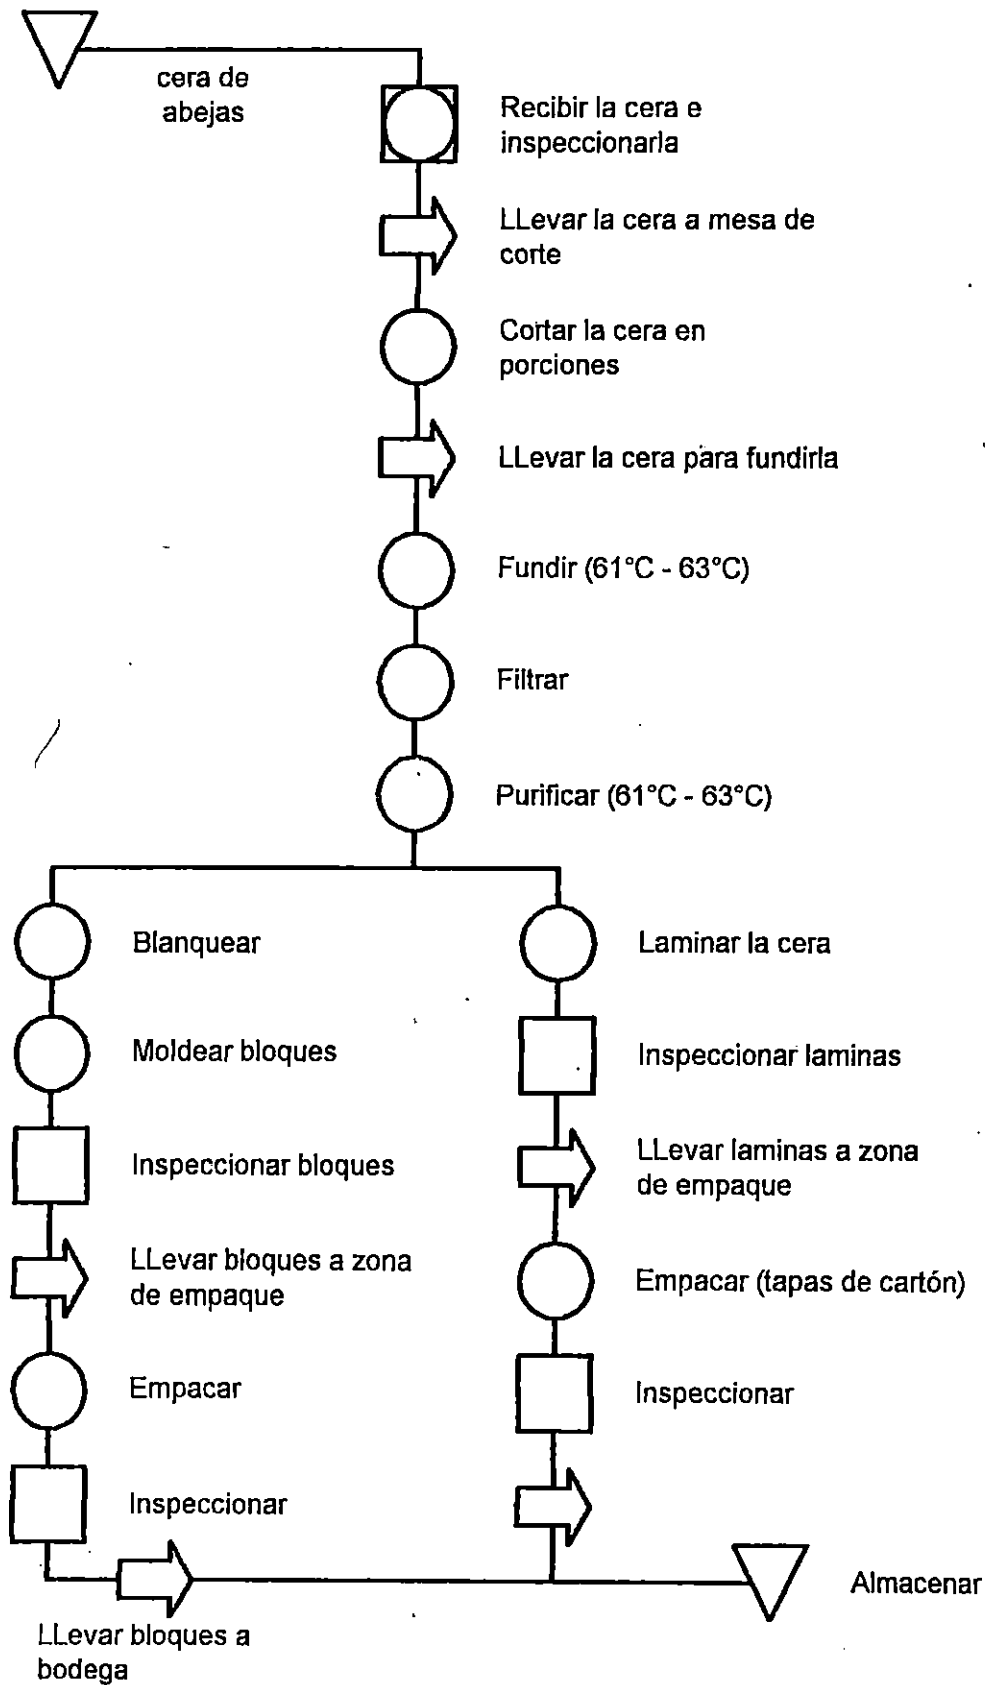 cera de
abejas
Recibir la cera e
inspeccionarla
LLevar la cera a mesa de
corte
Cortar la cera en
porciones
LLevar la cera para fundirla
Fundir (61°C - 63°C)
Filtrar
Purificar (61°C - 63°C)
Blanquear
Moldear bloques
Inspeccionar bloques
LLevar bloques a zona
de empaque
Empacar
Inspeccionar
LLevar bloques a
bodega
Laminar la cera
Inspeccionar laminas
LLevar laminas a zona
de empaque
Empacar (tapas de cartón)
Inspeccionar
Almacenar